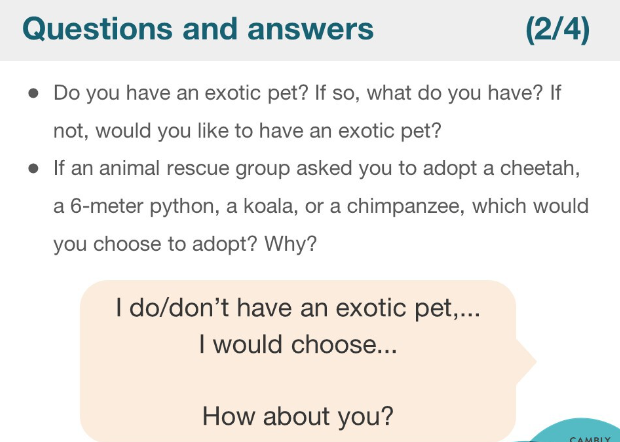 Questions and answers (2/4)
● Do you have an exotic pet? If so, what do you have? If
not, would you like to have an exotic pet?
● If an animal rescue group asked you to adopt a cheetah,
a 6-meter python, a koala, or a chimpanzee, which would
you choose to adopt? Why?
I do/don’t have an exotic pet,...
I would choose...
How about you?
CAMBLY